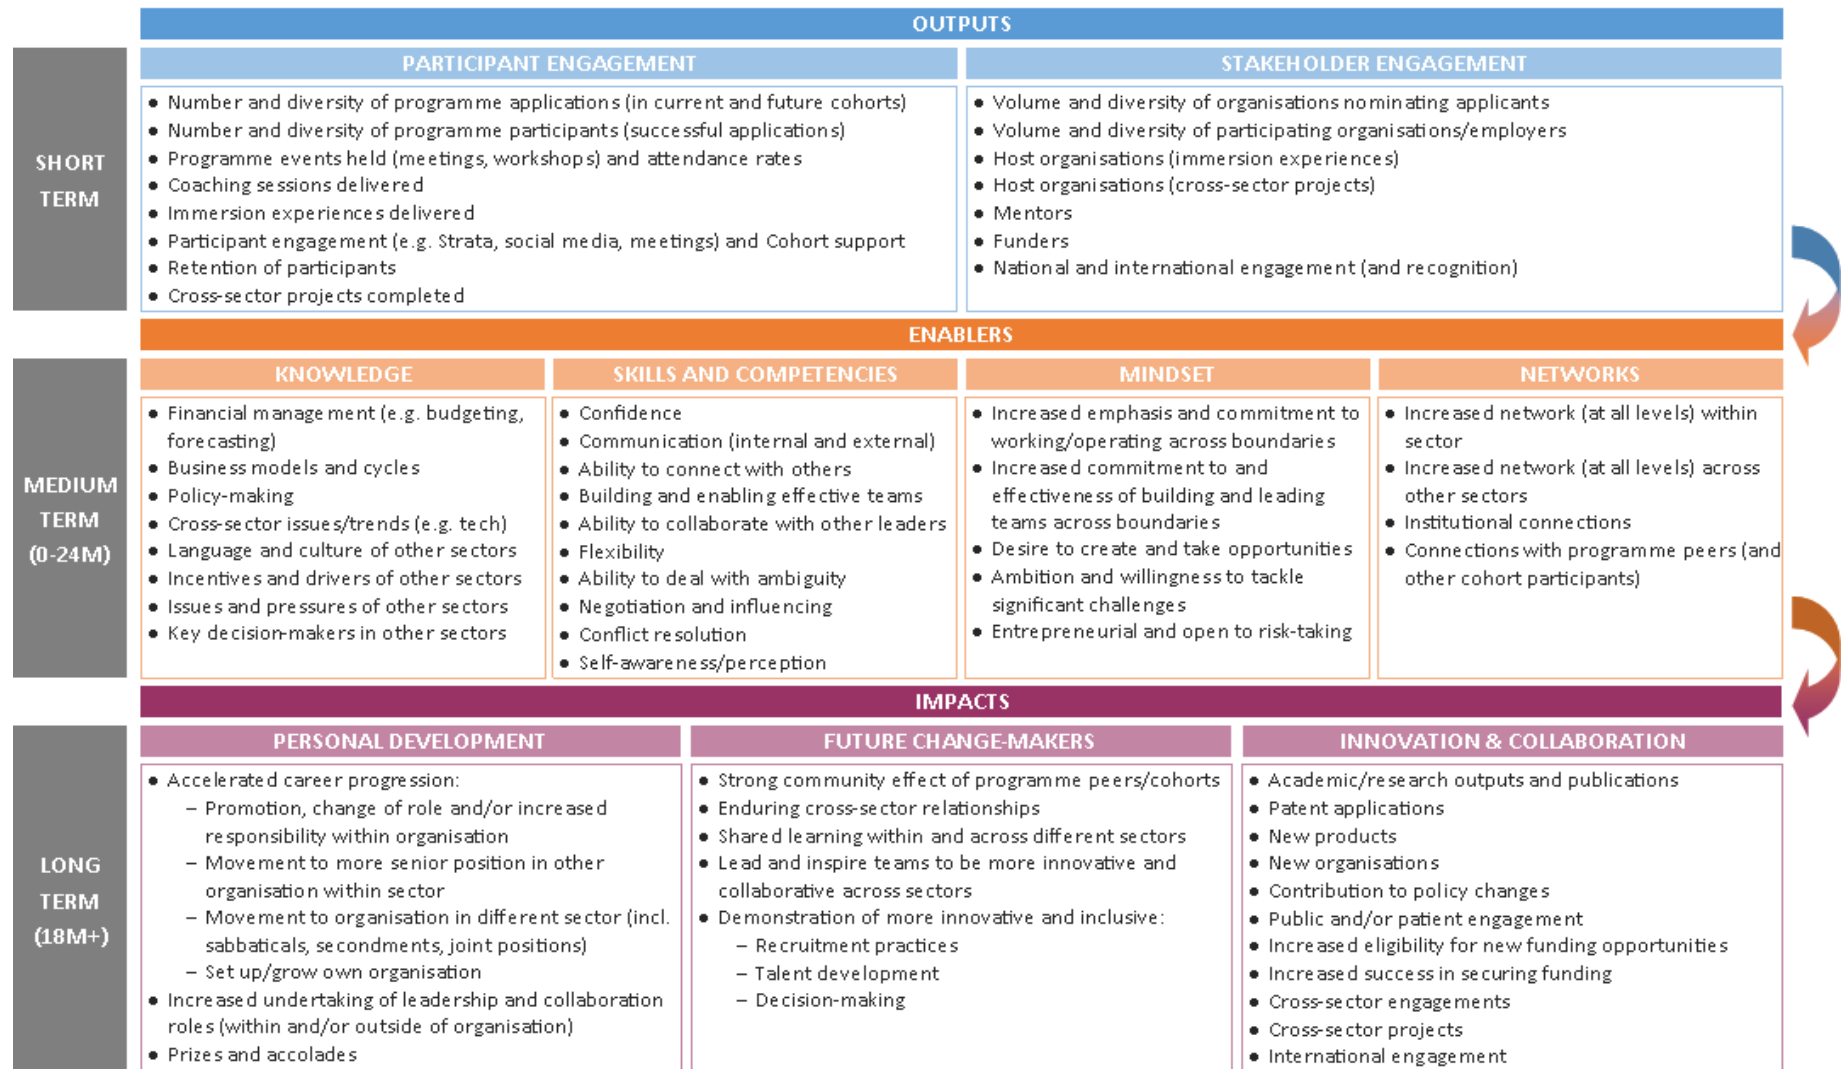 OUTPUTS
SHORT
TERM
PARTICIPANT ENGAGEMENT
● Number and diversity of programme applications (in current and future cohorts)
● Number and diversity of programme participants (successful applications)
● Programme events held (meetings, workshops) and attendance rates
● Coaching sessions delivered
● Immersion experiences delivered
● Participant engagement (e.g. Strata, social media, meetings) and Cohort support
● Retention of participants
● Cross-sector projects completed
STAKEHOLDER ENGAGEMENT
● Volume and diversity of organisations nominating applicants
● Volume and diversity of participating organisations/employers
● Host organisations (immersion experiences)
● Host organisations (cross-sector projects)
● Mentors
● Funders
● National and international engagement (and recognition)
ENABLERS
MEDIUM
TERM
(0-24M)
KNOWLEDGE
● Financial management (e.g. budgeting,
forecasting)
● Business models and cycles
● Policy-making
● Cross-sector issues/trends (e.g. tech)
● Language and culture of other sectors
● Incentives and drivers of other sectors
● Issues and pressures of other sectors
● Key decision-makers in other sectors
SKILLS AND COMPETENCIES
● Confidence
● Communication (internal and external)
● Ability to connect with others
● Building and enabling effective teams
● Ability to collaborate with other leaders
● Flexibility
● Ability to deal with ambiguity
● Negotiation and influencing
● Conflict resolution
● Self-awareness/perception
MINDSET
● Increased emphasis and commitment to
working/operating across boundaries
● Increased commitment to and
effectiveness of building and leading
teams across boundaries
● Desire to create and take opportunities
● Ambition and willingness to tackle
significant challenges
● Entrepreneurial and open to risk-taking
NETWORKS
● Increased network (at all levels) within
sector
● Increased network (at all levels) across
other sectors
● Institutional connections
● Connections with programme peers (and
other cohort participants)
IMPACTS
LONG
TERM
(18M+)
PERSONAL DEVELOPMENT
● Accelerated career progression:
– Promotion, change of role and/or increased
responsibility within organisation
– Movement to more senior position in other
organisation within sector
– Movement to organisation in different sector (incl.
sabbaticals, secondments, joint positions)
– Set up/grow own organisation
● Increased undertaking of leadership and collaboration
roles (within and/or outside of organisation)
● Prizes and accolades
FUTURE CHANGE-MAKERS
● Strong community effect of programme peers/cohorts
● Enduring cross-sector relationships
● Shared learning within and across different sectors
● Lead and inspire teams to be more innovative and
collaborative across sectors
● Demonstration of more innovative and inclusive:
– Recruitment practices
– Talent development
– Decision-making
INNOVATION & COLLABORATION
● Academic/research outputs and publications
● Patent applications
● New products
● New organisations
● Contribution to policy changes
● Public and/or patient engagement
● Increased eligibility for new funding opportunities
● Increased success in securing funding
● Cross-sector engagements
● Cross-sector projects
● International engagement